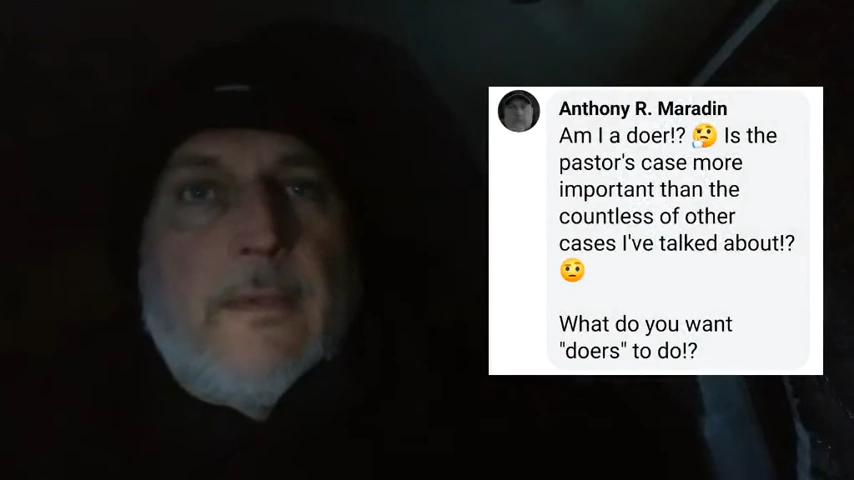 Anthony R. Maradin
Am I a doer!? 🤔 Is the
pastor's case more
important than the
countless of other
cases I've talked about!?
🤨
What do you want
"doers" to do!?